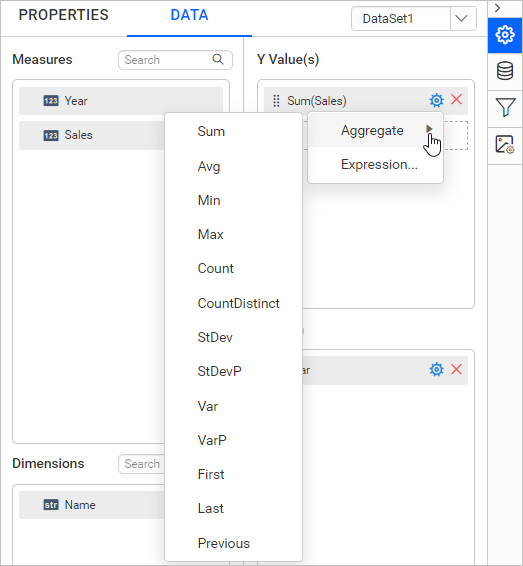 PROPERTIES
DATA
DataSet1
Measures
Search
Y Value(s)
123 Year
123 Sales
Sum(Sales)
Aggregate
Expression...
Sum
Avg
Min
Max
Count
CountDistinct
StDev
StDevP
Var
VarP
First
Last
Previous
Dimensions
Search
str Name